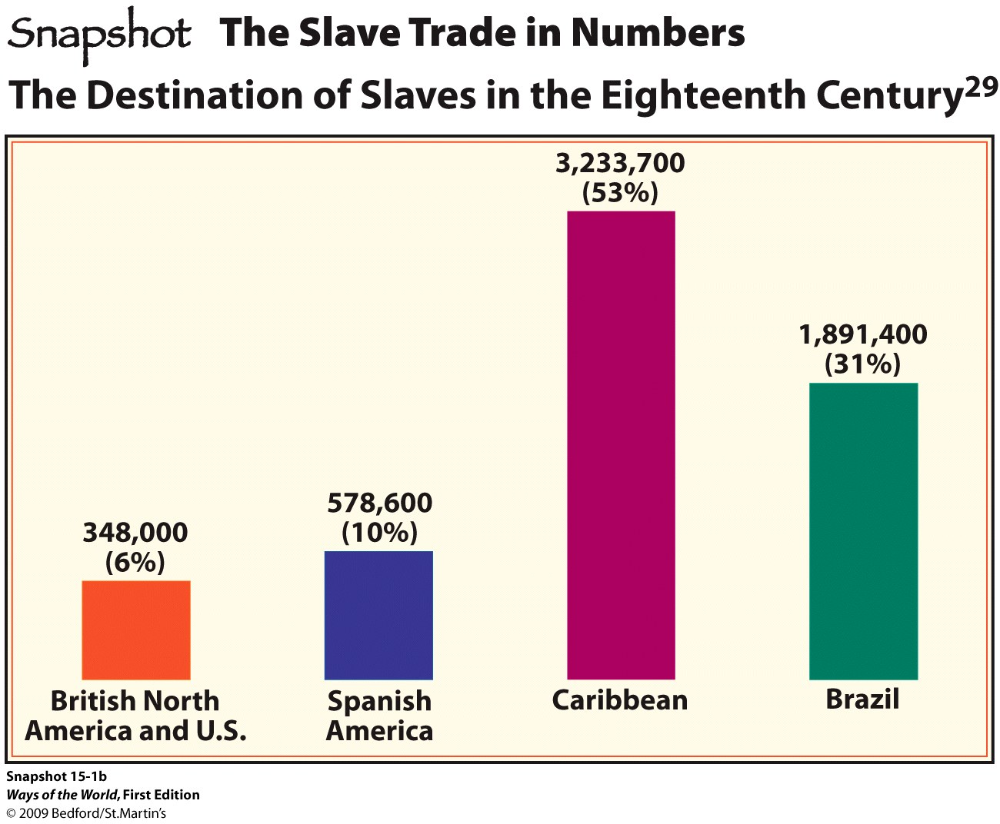 Snapshot The Slave Trade in Numbers
The Destination of Slaves in the Eighteenth Century29
348,000
(6%)
578,600
(10%)
3,233,700
(53%)
1,891,400
(31%)
British North
America and U.S.
Spanish
America
Caribbean
Brazil
Snapshot 15-1b
Ways of the World, First Edition
© 2009 Bedford/St.Martin's